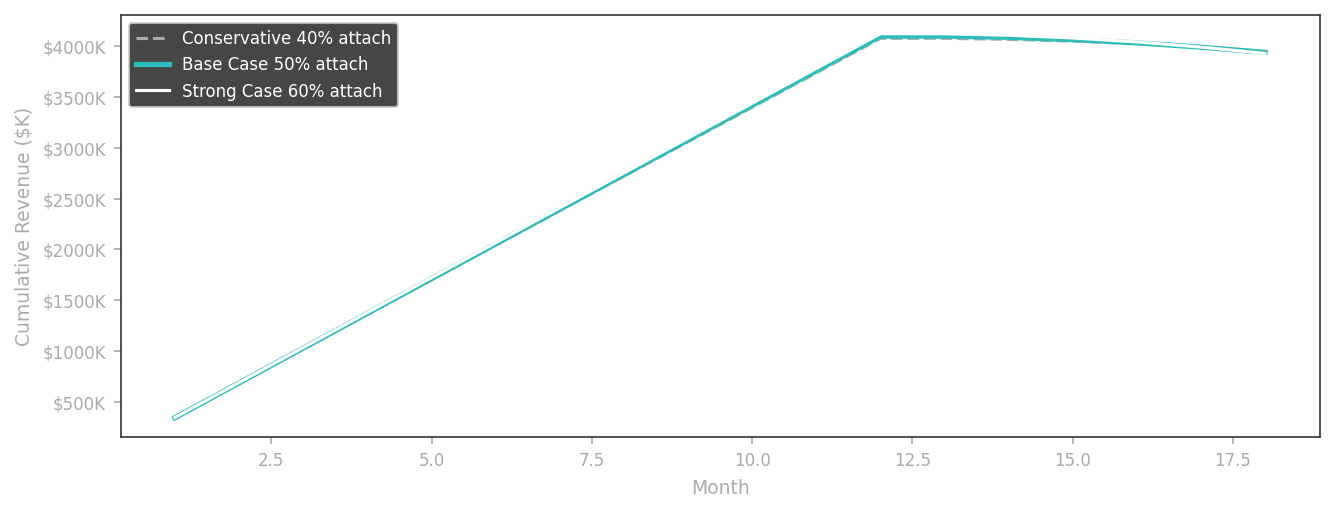 Conservative 40% attach
Base Case 50% attach
Strong Case 60% attach
Cumulative Revenue ($K)
$4000K
$3500K
$3000K
$2500K
$2000K
$1500K
$1000K
$500K
2.5
5.0
7.5
10.0
12.5
15.0
17.5
Month